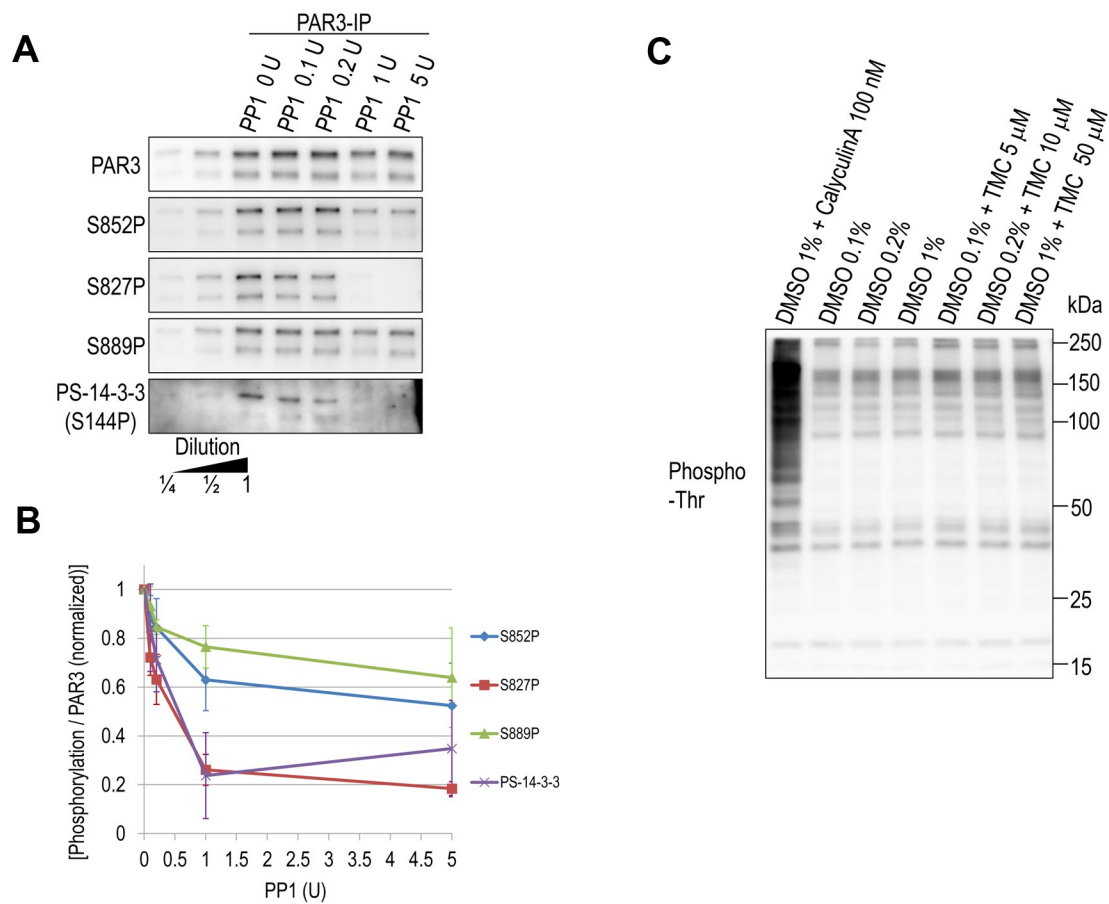 A
PAR3-IP
PP1 0 U
PP1 0.1 U
PP1 0.2 U
PP1 1 U
PP1 5 U
PAR3
S852P
S827P
S889P
PS-14-3-3
(S144P)
Dilution
¼ ½ 1
B
[Phosphorylation / PAR3 (normalized)]
1
0.8
0.6
0.4
0.2
0
0 0.5 1 1.5 2 2.5 3 3.5 4 4.5 5
PP1 (U)
S852P
S827P
S889P
PS-14-3-3
C
DMSO 1% + CalyculinA 100 nM
DMSO 0.1%
DMSO 0.2%
DMSO 1%
DMSO 0.1% + TMC 5 µM
DMSO 0.2% + TMC 10 µM
DMSO 1% + TMC 50 µM
kDa
250
150
100
50
25
15
Phospho
-Thr